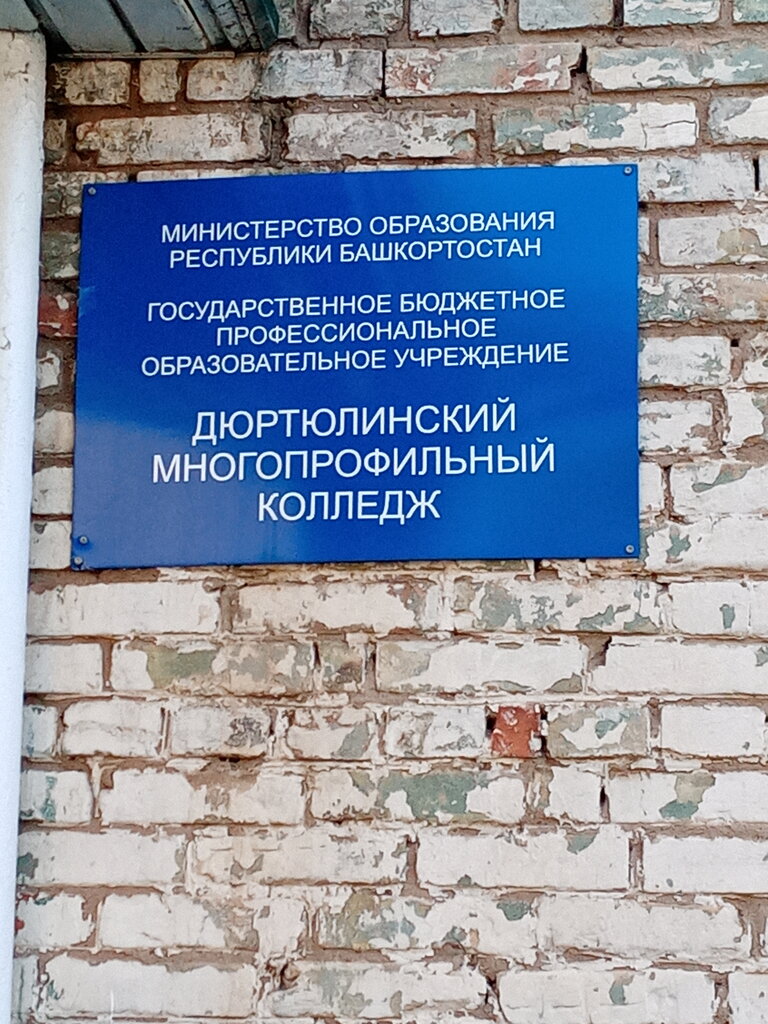 МИНИСТЕРСТВО ОБРАЗОВАНИЯ
РЕСПУБЛИКИ БАШКОРТОСТАН
ГОСУДАРСТВЕННОЕ БЮДЖЕТНОЕ
ПРОФЕССИОНАЛЬНОЕ
ОБРАЗОВАТЕЛЬНОЕ УЧРЕЖДЕНИЕ
ДЮРТЮЛИНСКИЙ
МНОГОПРОФИЛЬНЫЙ
КОЛЛЕДЖ